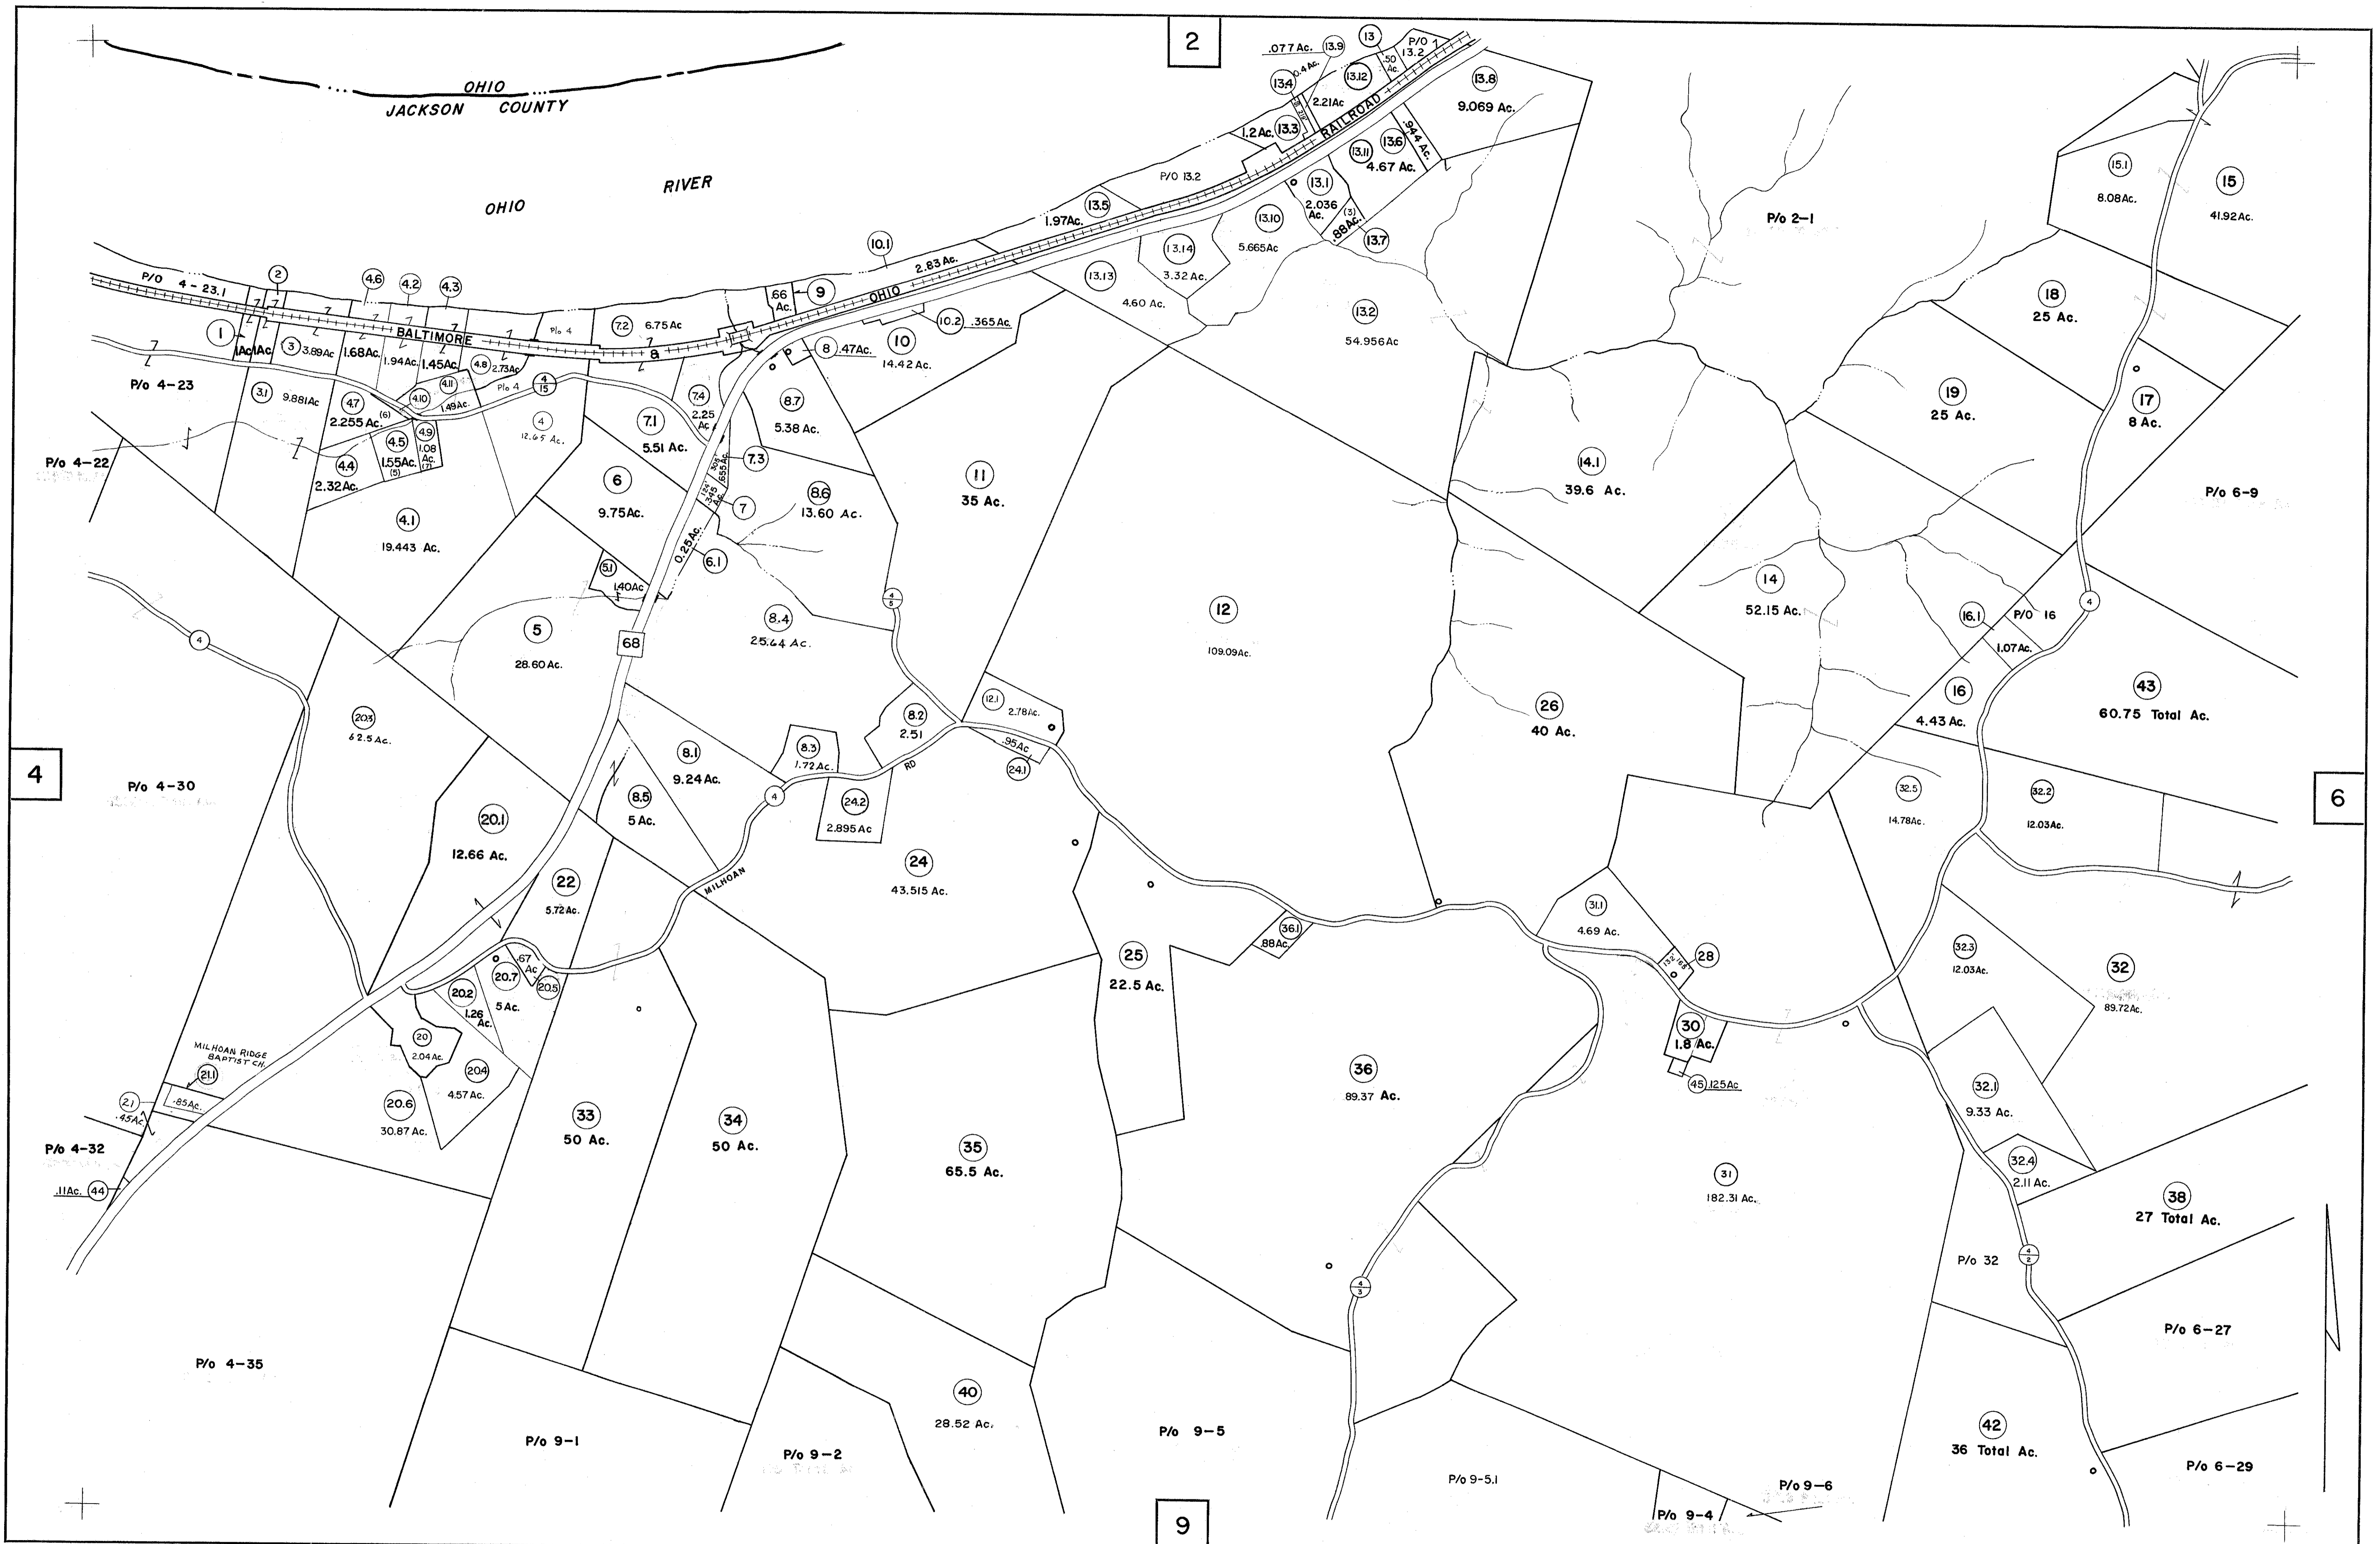 2
OHIO
JACKSON COUNTY
OHIO RIVER
.077 Ac.
13.9
13
P/O
13.2
.50
Ac.
0.4 Ac.
13.4
13.12
2.21Ac
13.8
9.069 Ac.
1.2Ac.
13.3
RAILROAD
13.11
13.6
.944 Ac.
4.67 Ac.
P/O 13.2
13.5
1.97Ac.
13.1
2.036
Ac.
(3)
.88Ac.
13.7
13.10
5.665Ac
13.14
3.32 Ac.
13.13
4.60 Ac.
13.2
54.956Ac
P/o 2-1
15.1
8.08Ac.
15
41.92Ac.
18
25 Ac.
19
25 Ac.
17
8 Ac.
P/o 6-9
10.1
2.83 Ac.
OHIO
.66
Ac.
9
10.2
.365Ac.
10
14.42 Ac.
8
.47Ac.
P/O 4-23.1
2
4.6
4.2
4.3
BALTIMORE
&
P/o 4
7.2
6.75 Ac
1
1Ac
1Ac.
3
3.89Ac
1.68Ac.
1.94Ac.
1.45Ac.
4.8
2.73Ac
P/o 4-23
3.1
9.881Ac
4.7
2.255 Ac.
(6)
4.10
4.11
1.49Ac.
P/o 4
4
15
4
12.65 Ac.
4.5
1.55Ac.
(5)
4.9
1.08
Ac.
(7)
4.4
2.32Ac.
4.1
19.443 Ac.
P/o 4-22
7.4
2.25
Ac.
7.1
5.51 Ac.
8.7
5.38 Ac.
7.3
.655Ac.
305'
124'
.345
Ac.
7
6
9.75Ac.
8.6
13.60 Ac.
0.25Ac.
6.1
5.1
1.40Ac
11
35 Ac.
4
5
12
109.09Ac.
14.1
39.6 Ac.
14
52.15 Ac.
16.1
P/O 16
1.07Ac.
4
16
4.43 Ac.
43
60.75 Total Ac.
4
5
28.60 Ac.
68
8.4
25.64 Ac.
20.3
62.5Ac.
8.1
9.24 Ac.
8.3
1.72Ac.
8.2
2.51
RD
12.1
2.78Ac.
.95Ac
24.1
26
40 Ac.
4
P/o 4-30
6
8.5
5 Ac.
4
24.2
2.895 Ac
20.1
12.66 Ac.
24
43.515 Ac.
MILHOAN
32.5
14.78Ac.
32.2
12.03Ac.
22
5.72Ac.
31.1
4.69 Ac.
36.1
.88Ac.
25
22.5 Ac.
132'
165'
28
32.3
12.03Ac.
32
89.72Ac.
.67
Ac
20.7
5 Ac.
20.5
20.2
1.26
Ac.
20
2.04 Ac.
20.4
4.57 Ac.
MILHOAN RIDGE
BAPTIST CH.
21.1
.85Ac.
2.1
.45Ac.
20.6
30.87 Ac.
33
50 Ac.
34
50 Ac.
35
65.5 Ac.
36
89.37 Ac.
30
1.8 Ac.
45
.125Ac
32.1
9.33 Ac.
32.4
2.11 Ac.
P/o 4-32
.11Ac.
44
31
182.31 Ac.
38
27 Total Ac.
P/o 32
4
2
4
3
P/o 6-27
P/o 4-35
40
28.52 Ac.
P/o 9-1
P/o 9-2
P/o 9-5
P/o 9-5.1
P/o 9-6
P/o 9-4
42
36 Total Ac.
P/o 6-29
9